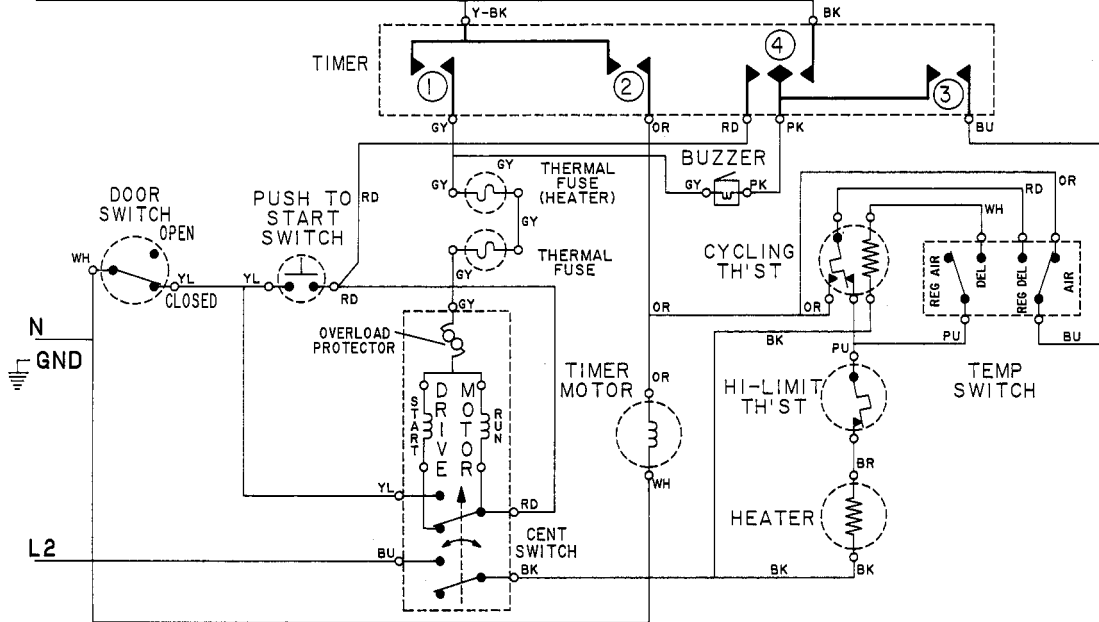 Y-BK
BK
TIMER
1
2
4
3
GY
OR
RD
PK
BU
BUZZER
GY
THERMAL
FUSE
(HEATER)
GY
GY
PK
OR
RD
WH
DOOR
SWITCH
OPEN
PUSH TO
START
SWITCH
RD
GY
THERMAL
FUSE
CYCLING
TH'ST
REG AIR
DEL
REG DEL
AIR
WH
YL
CLOSED
YL
RD
GY
GY
OR
OR
BK
PU
PU
BU
N
GND
OVERLOAD
PROTECTOR
TIMER
MOTOR
OR
HI-LIMIT
TH'ST
TEMP
SWITCH
START
DRIVE
MOTOR
RUN
YL
RD
WH
BR
HEATER
CENT
SWITCH
L2
BU
BK
BK
BK